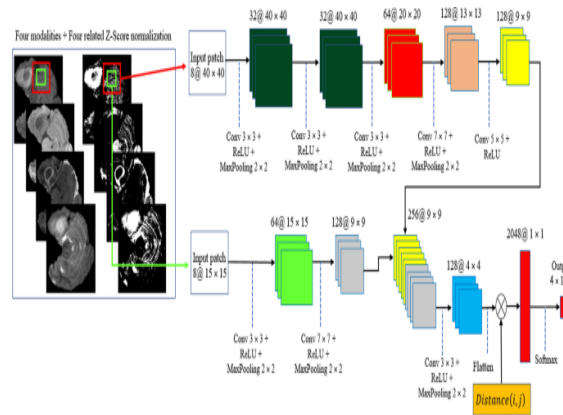 Four modalities + Four related Z-Score normalization
Input patch
8@ 40 × 40
32@ 40 × 40
32@ 40 × 40
64@ 20 × 20
128@ 13 × 13
128@ 9 × 9
Conv 3 × 3 +
ReLU +
MaxPooling 2 × 2
Conv 3 × 3 +
ReLU +
MaxPooling 2 × 2
Conv 3 × 3 +
ReLU +
MaxPooling 2 × 2
Conv 7 × 7 +
ReLU +
MaxPooling 2 × 2
Conv 5 × 5 +
ReLU
Input patch
8@ 15 × 15
64@ 15 × 15
128@ 9 × 9
256@ 9 × 9
128@ 4 × 4
2048@ 1 × 1
Outp
4 × 1
Conv 3 × 3 +
ReLU +
MaxPooling 2 × 2
Conv 7 × 7 +
ReLU +
MaxPooling 2 × 2
Conv 3 × 3 +
ReLU +
MaxPooling 2 × 2
Flatten
Softmax
Distance(i, j)